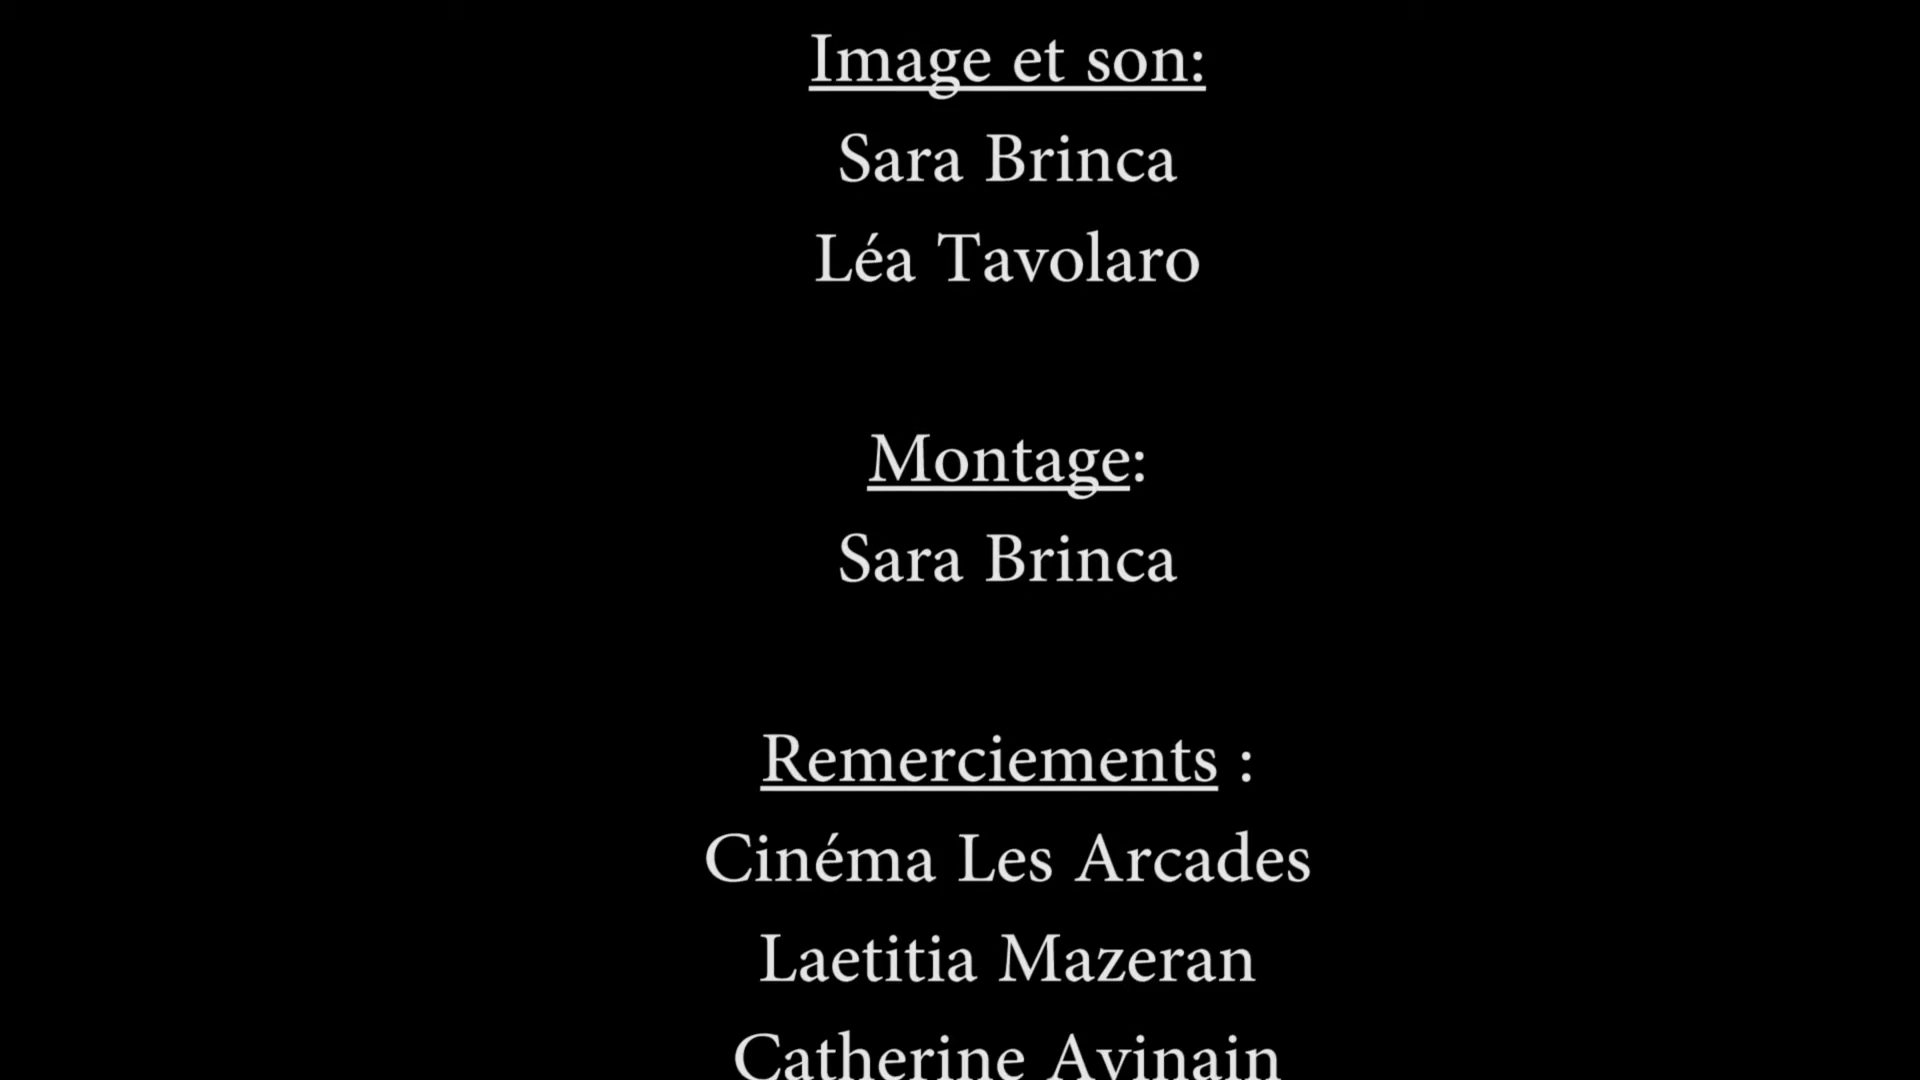 Image et son:
Sara Brinca
Léa Tavolaro
Montage:
Sara Brinca
Remerciements :
Cinéma Les Arcades
Laetitia Mazeran
Catherine Avinain